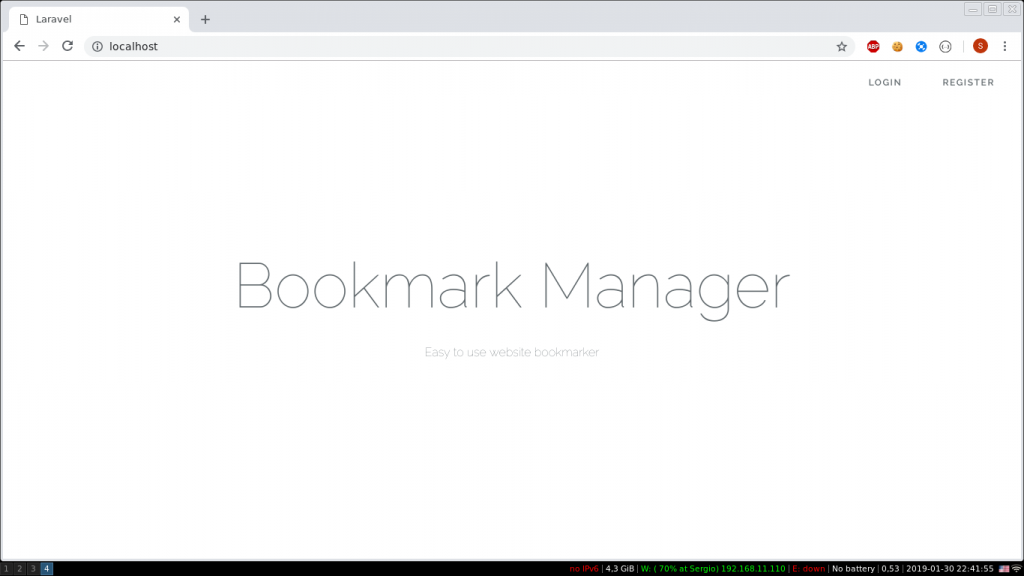 Laravel
localhost
ABP
S
LOGIN
REGISTER
Bookmark Manager
Easy to use website bookmarker
1 2 3 4
no IPv6 | 4,3 GiB | W: ( 70% at Sergio) 192.168.11.110 | E: down | No battery | 0,53 | 2019-01-30 22:41:55